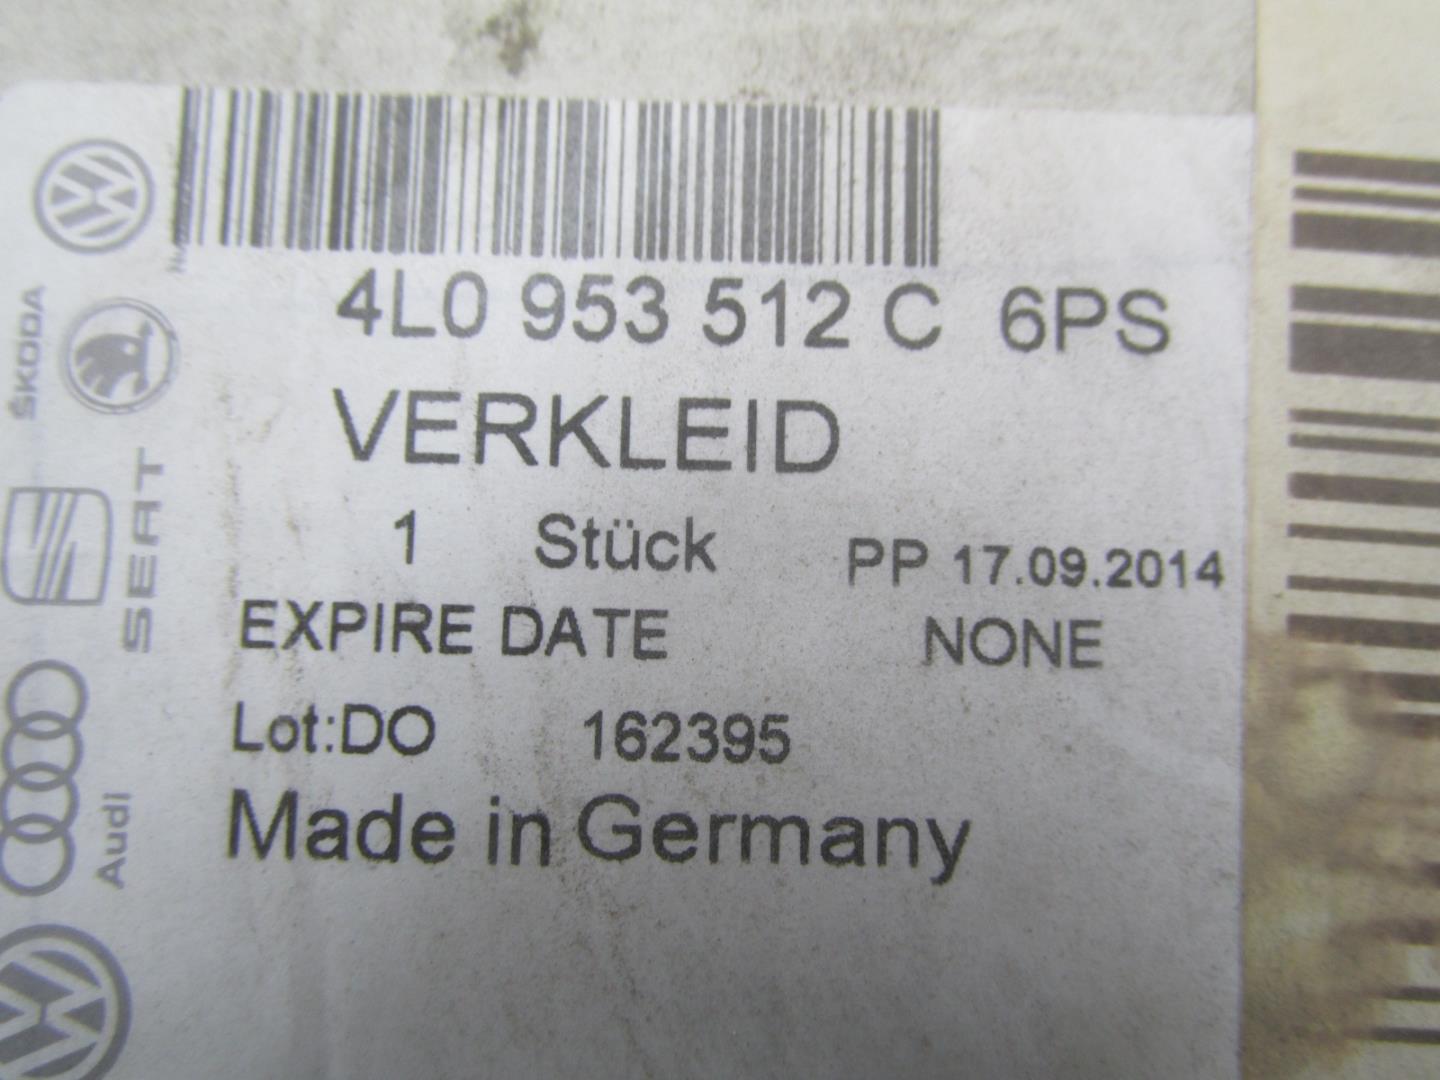 4L0 953 512 C 6PS
VERKLEID
1 Stück PP 17.09.2014
EXPIRE DATE NONE
Lot:DO 162395
Made in Germany
ŠKODA
SEAT
Audi